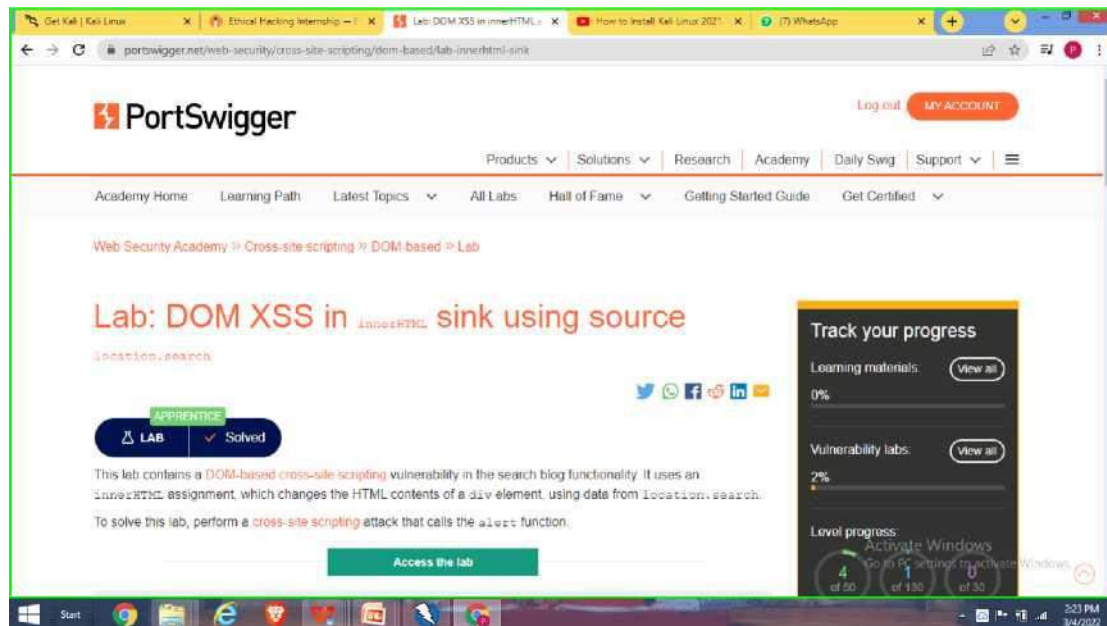 Get Kali | Kali Linux
Ethical Hacking Internship –
Lab: DOM XSS in innerHTML s
How to Install Kali Linux 2021
(7) WhatsApp
portswigger.net/web-security/cross-site-scripting/dom-based/lab-innerhtml-sink
P
PortSwigger
Log out
MY ACCOUNT
Products Solutions Research Academy Daily Swig Support
Academy Home Learning Path Latest Topics All Labs Hall of Fame Getting Started Guide Get Certified
Web Security Academy » Cross-site scripting » DOM-based » Lab
Lab: DOM XSS in innerHTML sink using source
location.search
APPRENTICE
LAB Solved
This lab contains a DOM-based cross-site scripting vulnerability in the search blog functionality. It uses an
innerHTML assignment, which changes the HTML contents of a div element, using data from location.search.
To solve this lab, perform a cross-site scripting attack that calls the alert function.
Access the lab
Track your progress
Learning materials:
View all
0%
Vulnerability labs:
View all
2%
Level progress:
4
of 50
1
of 130
0
of 30
Activate Windows
Go to PC settings to activate Windows.
Start
2:23 PM
3/4/2022